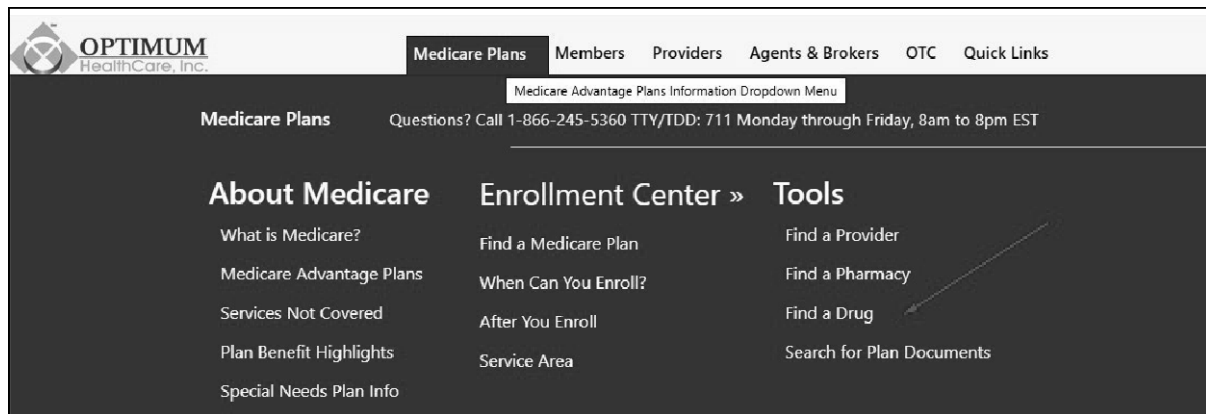 OPTIMUM
HealthCare, Inc.
Medicare Plans Members Providers Agents & Brokers OTC Quick Links
Medicare Advantage Plans Information Dropdown Menu
Medicare Plans Questions? Call 1-866-245-5360 TTY/TDD: 711 Monday through Friday, 8am to 8pm EST
About Medicare
What is Medicare?
Medicare Advantage Plans
Services Not Covered
Plan Benefit Highlights
Special Needs Plan Info
Enrollment Center »
Find a Medicare Plan
When Can You Enroll?
After You Enroll
Service Area
Tools
Find a Provider
Find a Pharmacy
Find a Drug
Search for Plan Documents